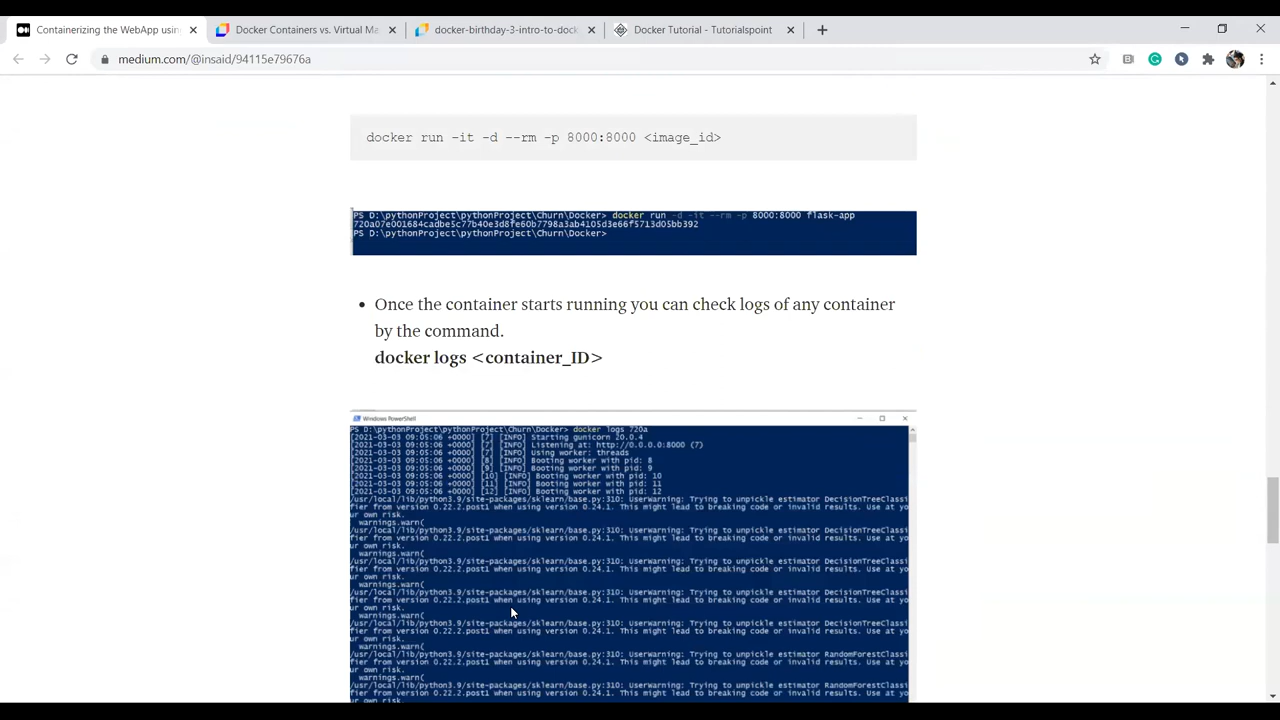 Containerizing the WebApp usin
Docker Containers vs. Virtual Ma
docker-birthday-3-intro-to-dock
Docker Tutorial - Tutorialspoint
medium.com/@insaid/94115e79676a
docker run -it -d --rm -p 8000:8000 <image_id>
PS D:\pythonProject\pythonProject\Churn\Docker> docker run -d -it --rm -p 8000:8000 flask-app
720a07e001684cadbe5c77b40e3d8fe60b7798a3ab4105d3e66f5713d05bb392
PS D:\pythonProject\pythonProject\Churn\Docker>
• Once the container starts running you can check logs of any container
by the command.
docker logs <container_ID>
Windows PowerShell
PS D:\pythonProject\pythonProject\Churn\Docker> docker logs 720a
[2021-03-03 09:05:06 +0000] [7] [INFO] Starting gunicorn 20.0.4
[2021-03-03 09:05:06 +0000] [7] [INFO] Listening at: http://0.0.0.0:8000 (7)
[2021-03-03 09:05:06 +0000] [7] [INFO] Using worker: threads
[2021-03-03 09:05:06 +0000] [8] [INFO] Booting worker with pid: 8
[2021-03-03 09:05:06 +0000] [9] [INFO] Booting worker with pid: 9
[2021-03-03 09:05:06 +0000] [10] [INFO] Booting worker with pid: 10
[2021-03-03 09:05:06 +0000] [11] [INFO] Booting worker with pid: 11
[2021-03-03 09:05:06 +0000] [12] [INFO] Booting worker with pid: 12
/usr/local/lib/python3.9/site-packages/sklearn/base.py:310: UserWarning: Trying to unpickle estimator DecisionTreeClassi
fier from version 0.22.2.post1 when using version 0.24.1. This might lead to breaking code or invalid results. Use at yo
ur own risk.
warnings.warn(
/usr/local/lib/python3.9/site-packages/sklearn/base.py:310: UserWarning: Trying to unpickle estimator DecisionTreeClassi
fier from version 0.22.2.post1 when using version 0.24.1. This might lead to breaking code or invalid results. Use at yo
ur own risk.
warnings.warn(
/usr/local/lib/python3.9/site-packages/sklearn/base.py:310: UserWarning: Trying to unpickle estimator DecisionTreeClassi
fier from version 0.22.2.post1 when using version 0.24.1. This might lead to breaking code or invalid results. Use at yo
ur own risk.
warnings.warn(
/usr/local/lib/python3.9/site-packages/sklearn/base.py:310: UserWarning: Trying to unpickle estimator DecisionTreeClassi
fier from version 0.22.2.post1 when using version 0.24.1. This might lead to breaking code or invalid results. Use at yo
ur own risk.
warnings.warn(
/usr/local/lib/python3.9/site-packages/sklearn/base.py:310: UserWarning: Trying to unpickle estimator DecisionTreeClassi
fier from version 0.22.2.post1 when using version 0.24.1. This might lead to breaking code or invalid results. Use at yo
ur own risk.
warnings.warn(
/usr/local/lib/python3.9/site-packages/sklearn/base.py:310: UserWarning: Trying to unpickle estimator RandomForestClassi
fier from version 0.22.2.post1 when using version 0.24.1. This might lead to breaking code or invalid results. Use at yo
ur own risk.
warnings.warn(
/usr/local/lib/python3.9/site-packages/sklearn/base.py:310: UserWarning: Trying to unpickle estimator RandomForestClassi
fier from version 0.22.2.post1 when using version 0.24.1. This might lead to breaking code or invalid results. Use at yo